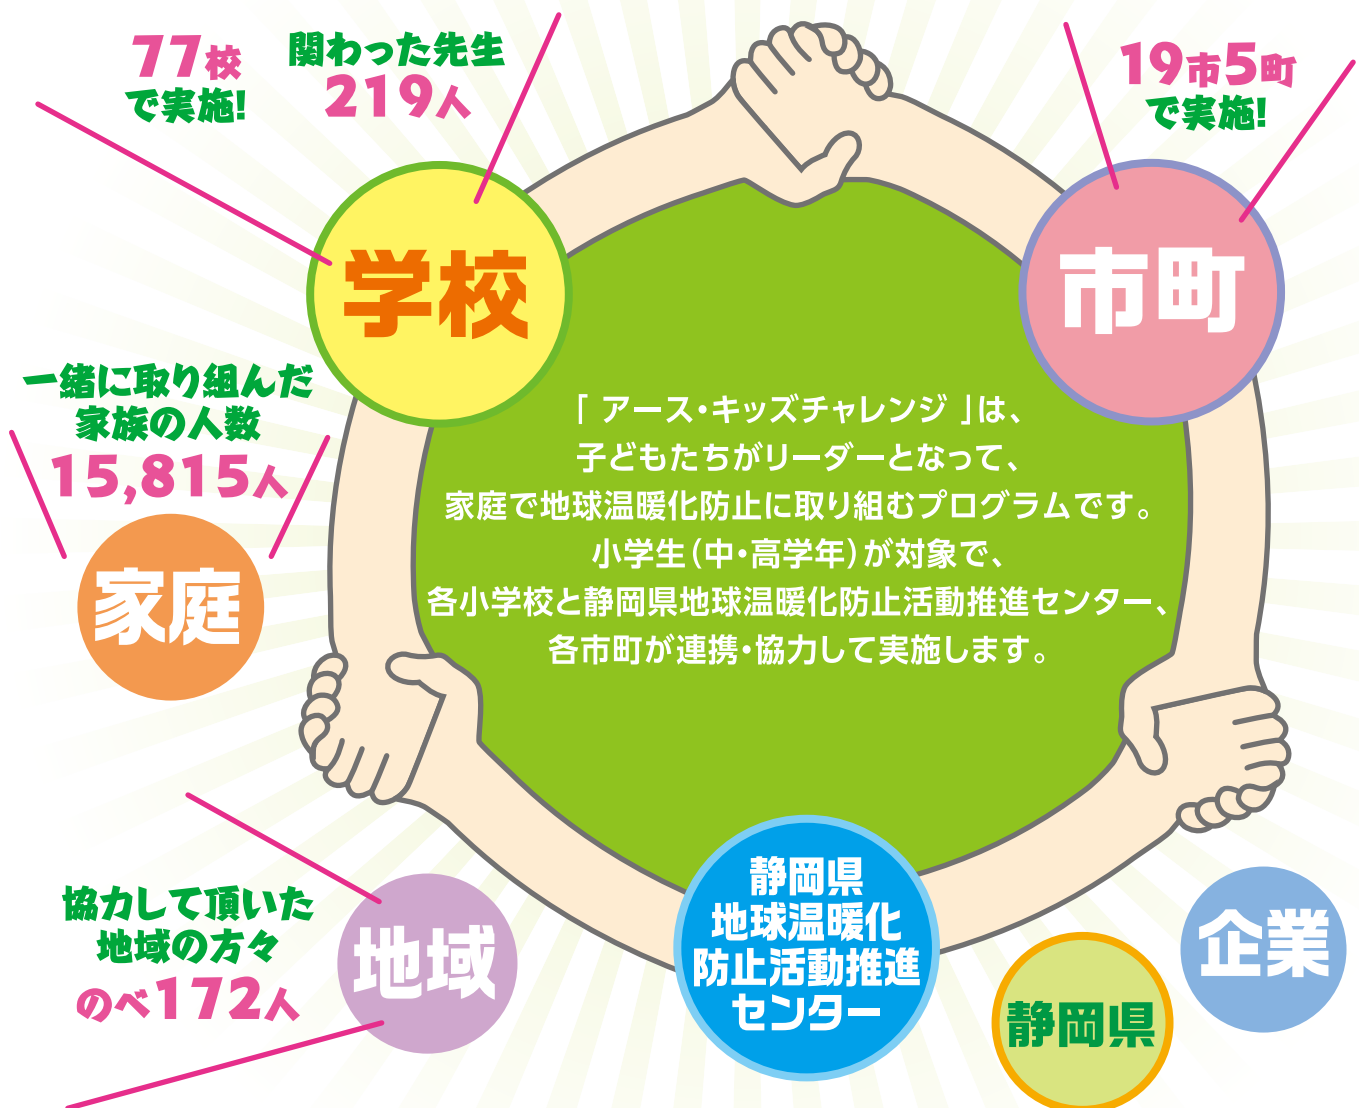 77校
で実施!
関わった先生
219人
19市5町
で実施!
学校
市町
一緒に取り組んだ
家族の人数
15,815人
家庭
「アース・キッズチャレンジ」は、
子どもたちがリーダーとなって、
家庭で地球温暖化防止に取り組むプログラムです。
小学生(中・高学年)が対象で、
各小学校と静岡県地球温暖化防止活動推進センター、
各市町が連携・協力して実施します。
協力して頂いた
地域の方々
のべ172人
地域
静岡県
地球温暖化
防止活動推進
センター
静岡県
企業